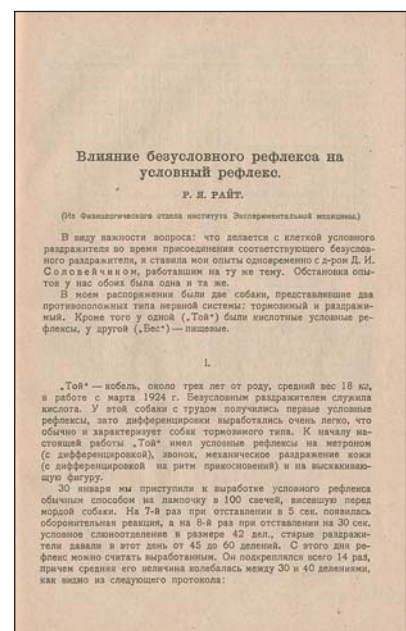 Влияние безусловного рефлекса на
условный рефлекс.
Р. Я. РАЙТ.
(Из Физиологического отдела института Экспериментальной медицины.)
В виду важности вопроса: что делается с клеткой условного
раздражителя во время присоединения соответствующего безуслов-
ного раздражителя, я ставила мои опыты одновременно с д-ром Д. И.
Соловейчиком, работавшим на ту же тему. Обстановка опы-
тов у нас обоих была одна и та же.
В моем распоряжении были две собаки, представлявшие два
противоположных типа нервной системы: тормозимый и раздражи-
мый. Кроме того у одной („Той“) были кислотные условные ре-
флексы, у другой („Бес“) — пищевые.
I.
„Той“ — кобель, около трех лет от роду, средний вес 18 кг,
в работе с марта 1924 г. Безусловным раздражителем служила
кислота. У этой собаки с трудом получились первые условные
рефлексы, зато дифференцировки выработались очень легко, что
обычно и характеризует собак тормозимого типа. К началу на-
стоящей работы „Той“ имел условные рефлексы на метроном
(с дифференцировкой), звонок, механическое раздражение кожи
(с дифференцировкой на ритм прикосновений) и на выскакиваю-
щую фигуру.
30 января мы приступили к выработке условного рефлекса
обычным способом на лампочку в 100 свечей, висевшую перед
мордой собаки. На 7-й раз при отставлении в 5 сек. появилась
оборонительная реакция, а на 8-й раз при отставлении на 30 сек.
условное слюноотделение в размере 42 дел., старые раздражи-
тели давали в этот день от 45 до 60 делений. С этого дня ре-
флекс можно считать выработанным. Он подкреплялся всего 14 раз,
причем средняя его величина колебалась между 30 и 40 делениями,
как видно из следующего протокола: